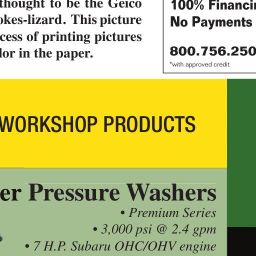 thought to be the Geico
okes-lizard. This picture
cess of printing pictures
lor in the paper.
100% Financin
No Payments
800.756.250
*with approved credit
WORKSHOP PRODUCTS
er Pressure Washers
• Premium Series
• 3,000 psi @ 2.4 gpm
• 7 H.P. Subaru OHC/OHV engine